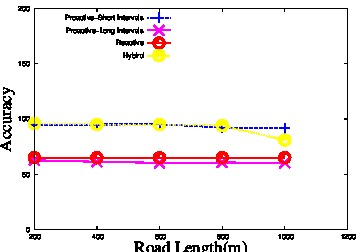 200
Proactive-Short Intervals
Proactive-Long Intervals
Reactive
Hybrid
150
Accuracy
100
50
0
200 400 600 800 1000 1200
Road Length(m)